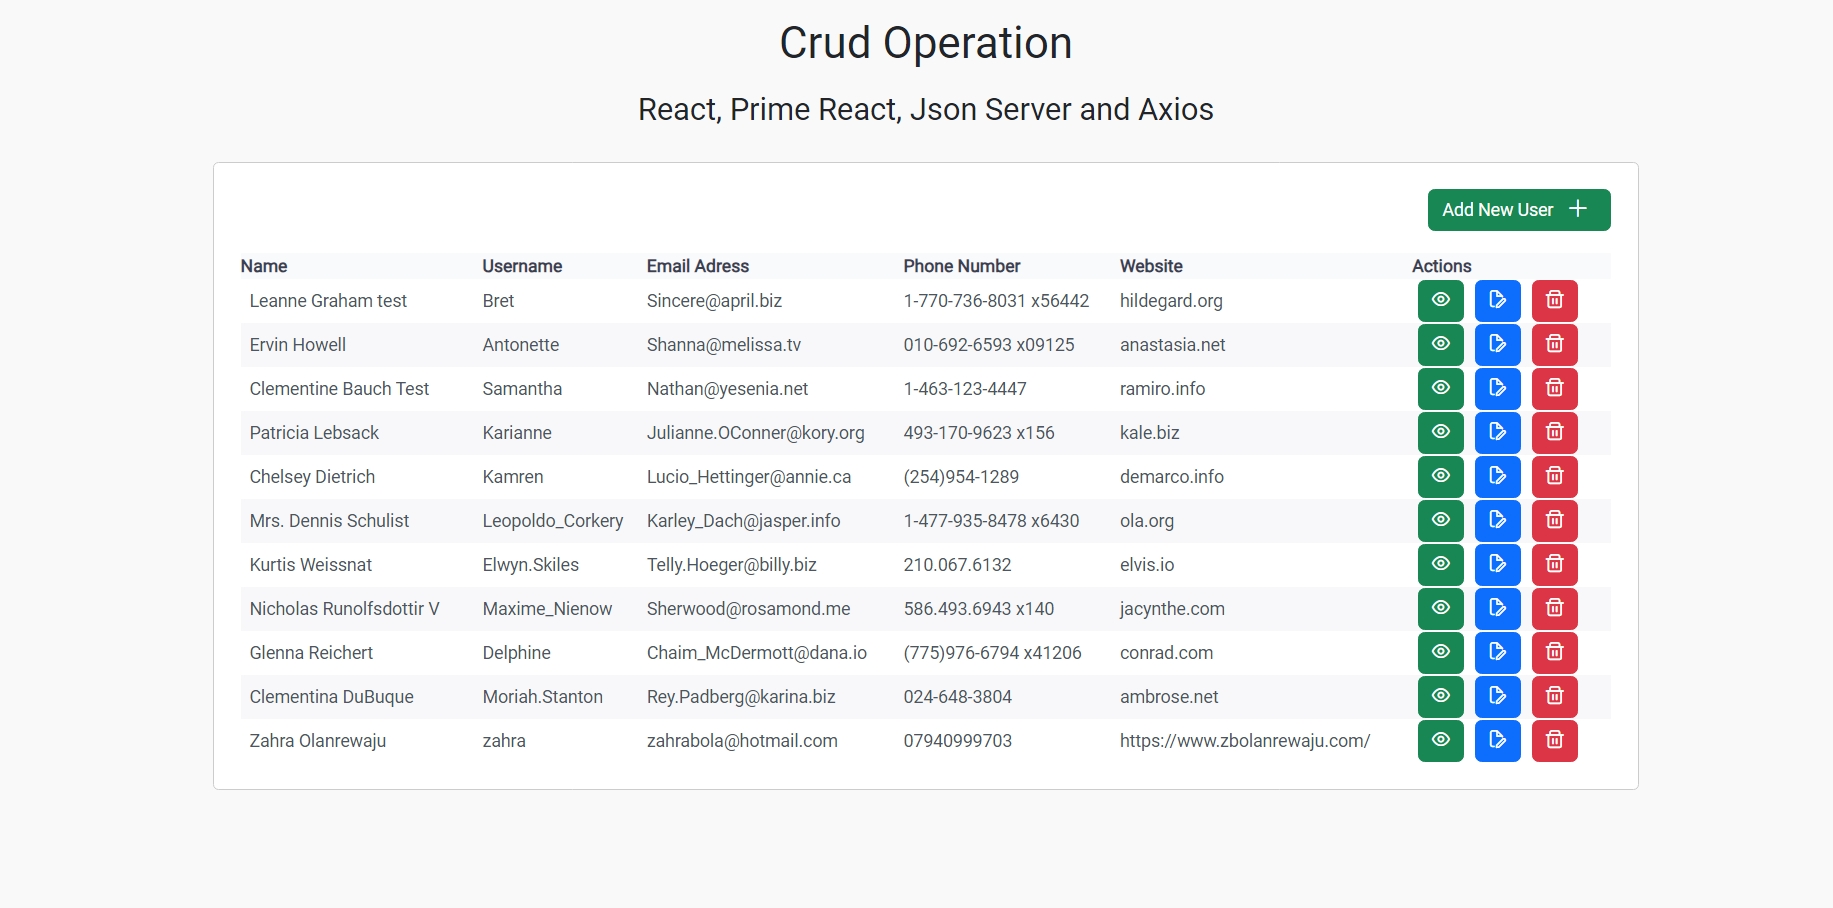 Crud Operation
React, Prime React, Json Server and Axios
Add New User
Name Username Email Adress Phone Number Website Actions
Leanne Graham test Bret Sincere@april.biz 1-770-736-8031 x56442 hildegard.org
Ervin Howell Antonette Shanna@melissa.tv 010-692-6593 x09125 anastasia.net
Clementine Bauch Test Samantha Nathan@yesenia.net 1-463-123-4447 ramiro.info
Patricia Lebsack Karianne Julianne.OConner@kory.org 493-170-9623 x156 kale.biz
Chelsey Dietrich Kamren Lucio_Hettinger@annie.ca (254)954-1289 demarco.info
Mrs. Dennis Schulist Leopoldo_Corkery Karley_Dach@jasper.info 1-477-935-8478 x6430 ola.org
Kurtis Weissnat Elwyn.Skiles Telly.Hoeger@billy.biz 210.067.6132 elvis.io
Nicholas Runolfsdottir V Maxime_Nienow Sherwood@rosamond.me 586.493.6943 x140 jacynthe.com
Glenna Reichert Delphine Chaim_McDermott@dana.io (775)976-6794 x41206 conrad.com
Clementina DuBuque Moriah.Stanton Rey.Padberg@karina.biz 024-648-3804 ambrose.net
Zahra Olanrewaju zahra zahrabola@hotmail.com 07940999703 https://www.zbolanrewaju.com/